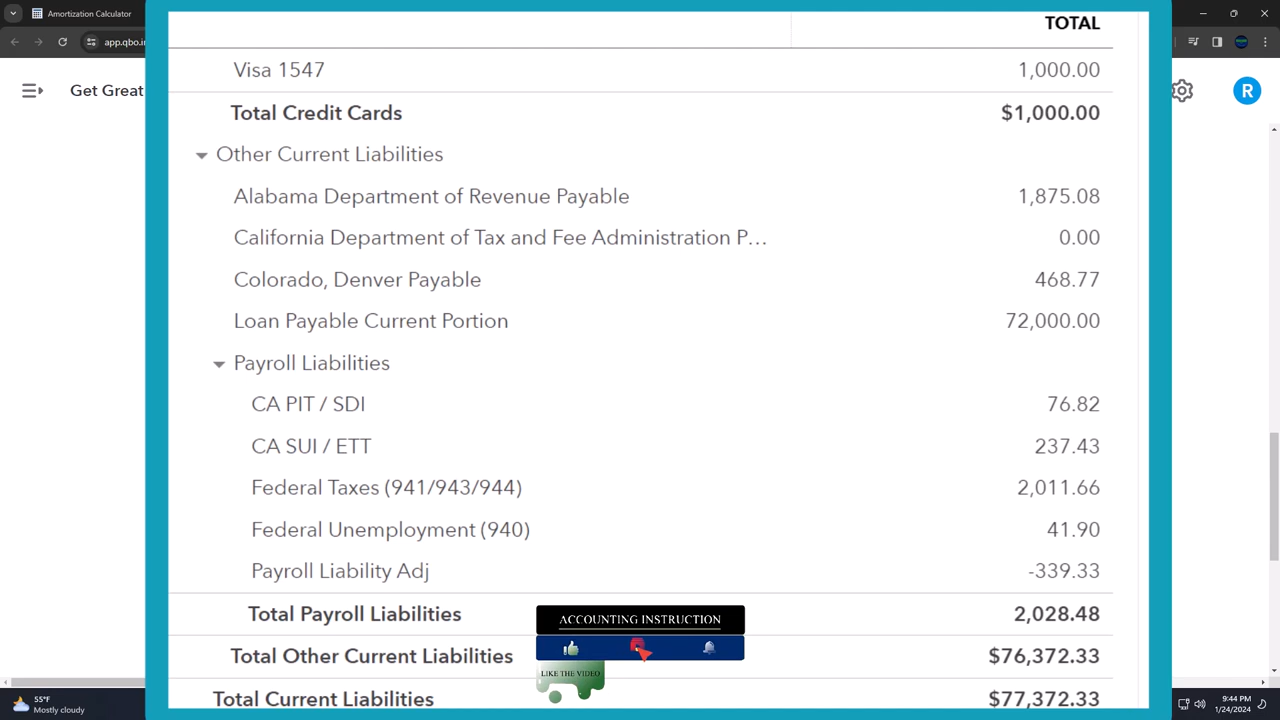 Amortization Calculator
app.qbo.in
Get Great
R
TOTAL
Visa 1547 1,000.00
Total Credit Cards $1,000.00
Other Current Liabilities
Alabama Department of Revenue Payable 1,875.08
California Department of Tax and Fee Administration P… 0.00
Colorado, Denver Payable 468.77
Loan Payable Current Portion 72,000.00
Payroll Liabilities
CA PIT / SDI 76.82
CA SUI / ETT 237.43
Federal Taxes (941/943/944) 2,011.66
Federal Unemployment (940) 41.90
Payroll Liability Adj -339.33
Total Payroll Liabilities 2,028.48
ACCOUNTING INSTRUCTION
Total Other Current Liabilities $76,372.33
LIKE THE VIDEO
Total Current Liabilities $77,372.33
55°F
Mostly cloudy
9:44 PM
1/24/2024